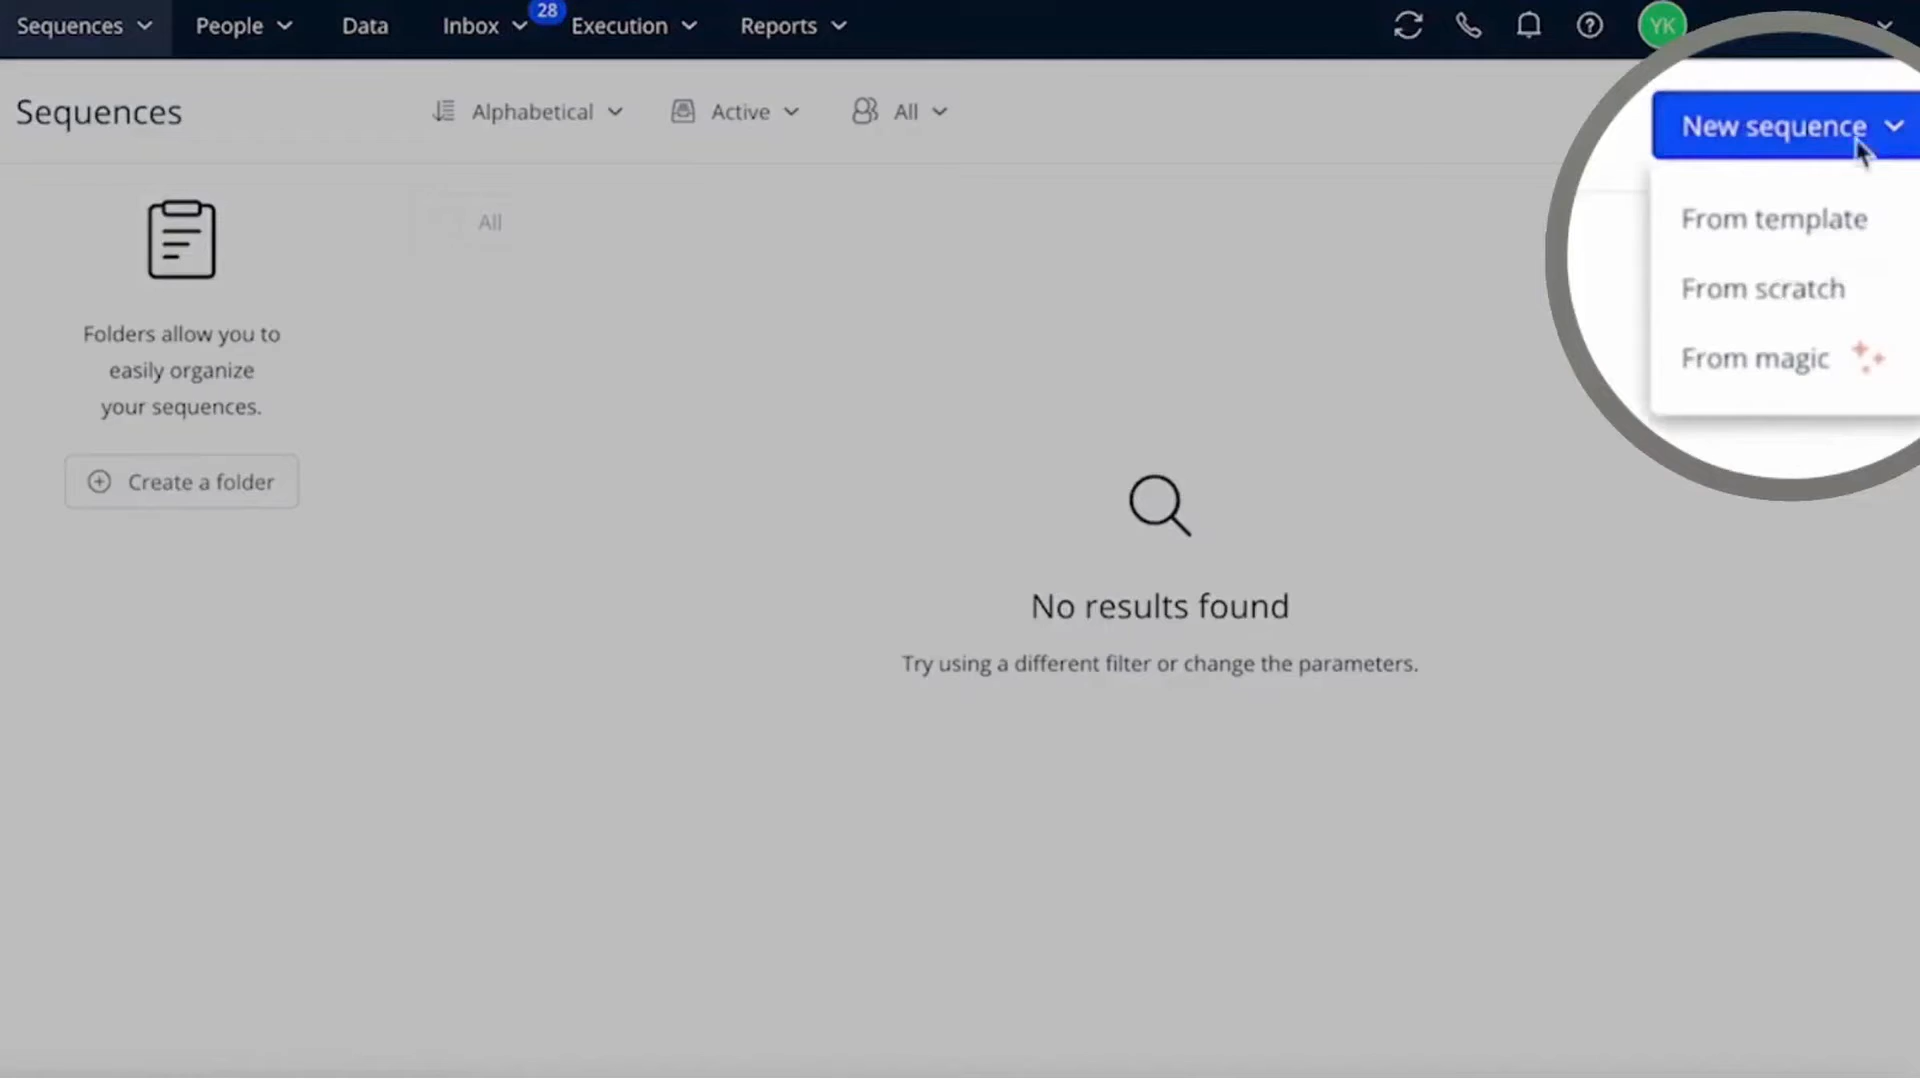 Sequences People Data Inbox 28 Execution Reports YK
Sequences Alphabetical Active All New sequence
All
From template
From scratch
From magic
Folders allow you to
easily organize
your sequences.
Create a folder
No results found
Try using a different filter or change the parameters.